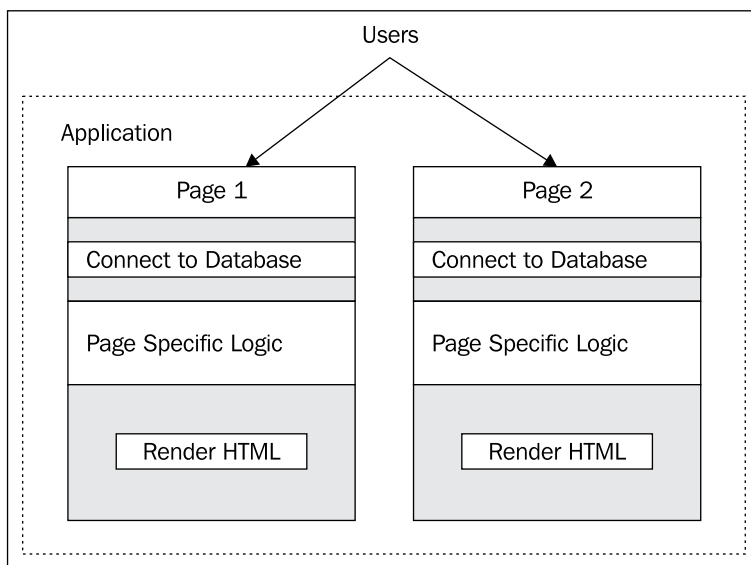 Users
Application
Page 1
Page 2
Connect to Database
Connect to Database
Page Specific Logic
Page Specific Logic
Render HTML
Render HTML